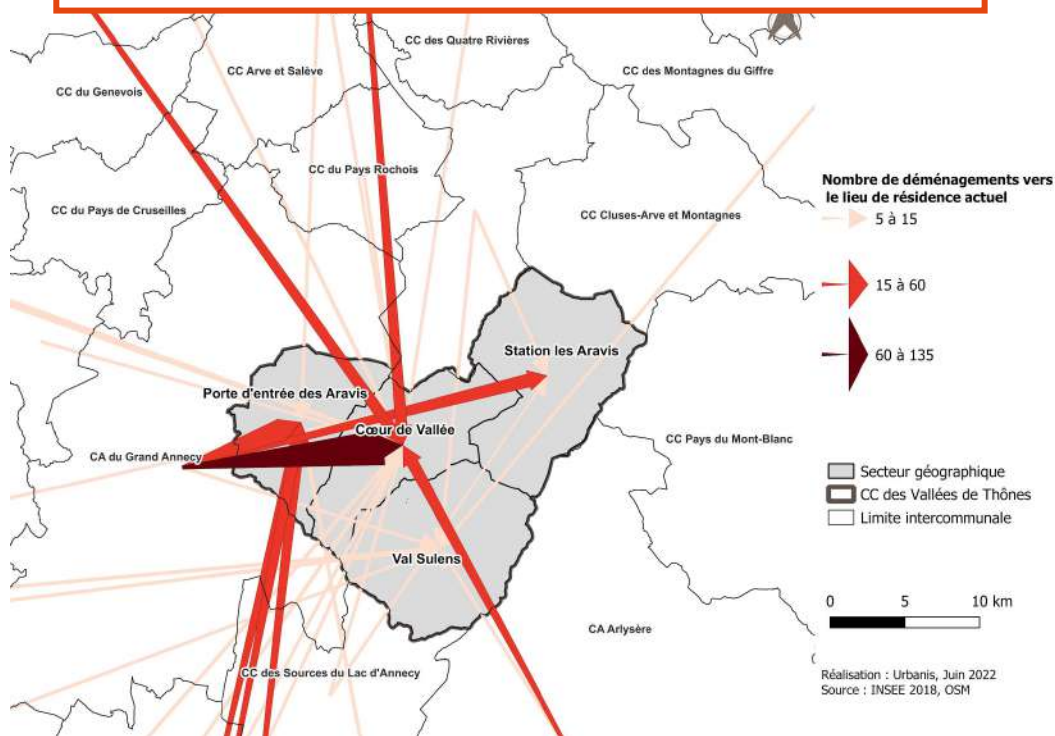 CC des Quatre Rivières
CC Arve et Salève
CC des Montagnes du Giffre
CC du Genevois
CC du Pays Rochois
CC du Pays de Cruseilles
CC Cluses-Arve et Montagnes
Station les Aravis
Porte d'entrée des Aravis
Cœur de Vallée
CA du Grand Annecy
CC Pays du Mont-Blanc
Val Sulens
CA Arlysère
CC des Sources du Lac d'Annecy
Nombre de déménagements vers
le lieu de résidence actuel
5 à 15
15 à 60
60 à 135
Secteur géographique
CC des Vallées de Thônes
Limite intercommunale
0 5 10 km
Réalisation : Urbanis, Juin 2022
Source : INSEE 2018, OSM